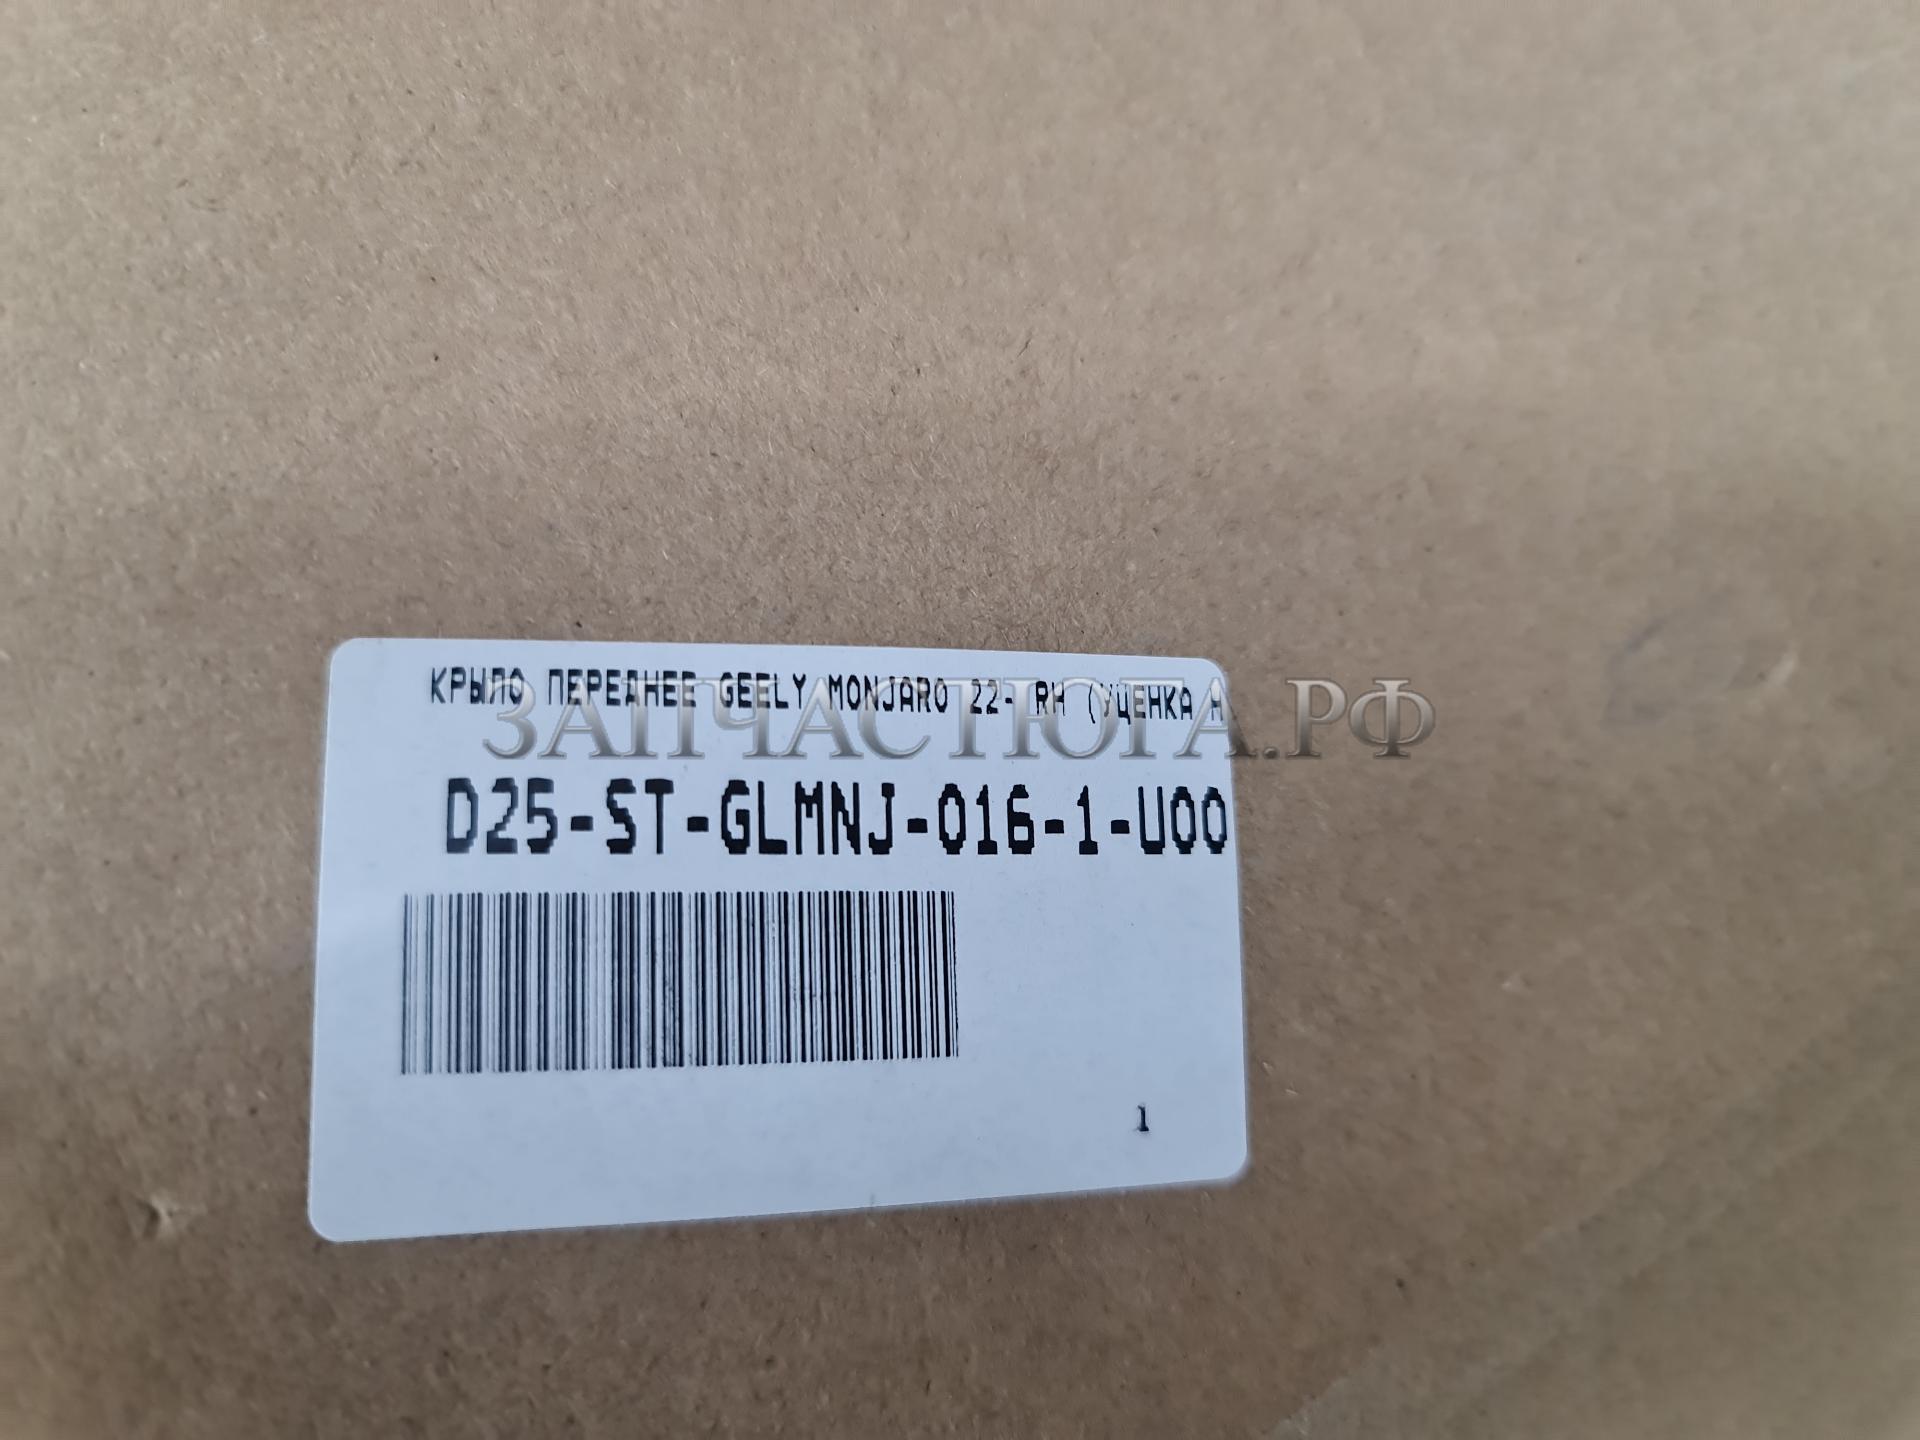 КРЫЛО ПЕРЕДНЕЕ GEELY MONJARO 22- RH (УЦЕНКА Н
ЗАПЧАСТЮГА.РФ
D25-ST-GLMNJ-016-1-U00
1